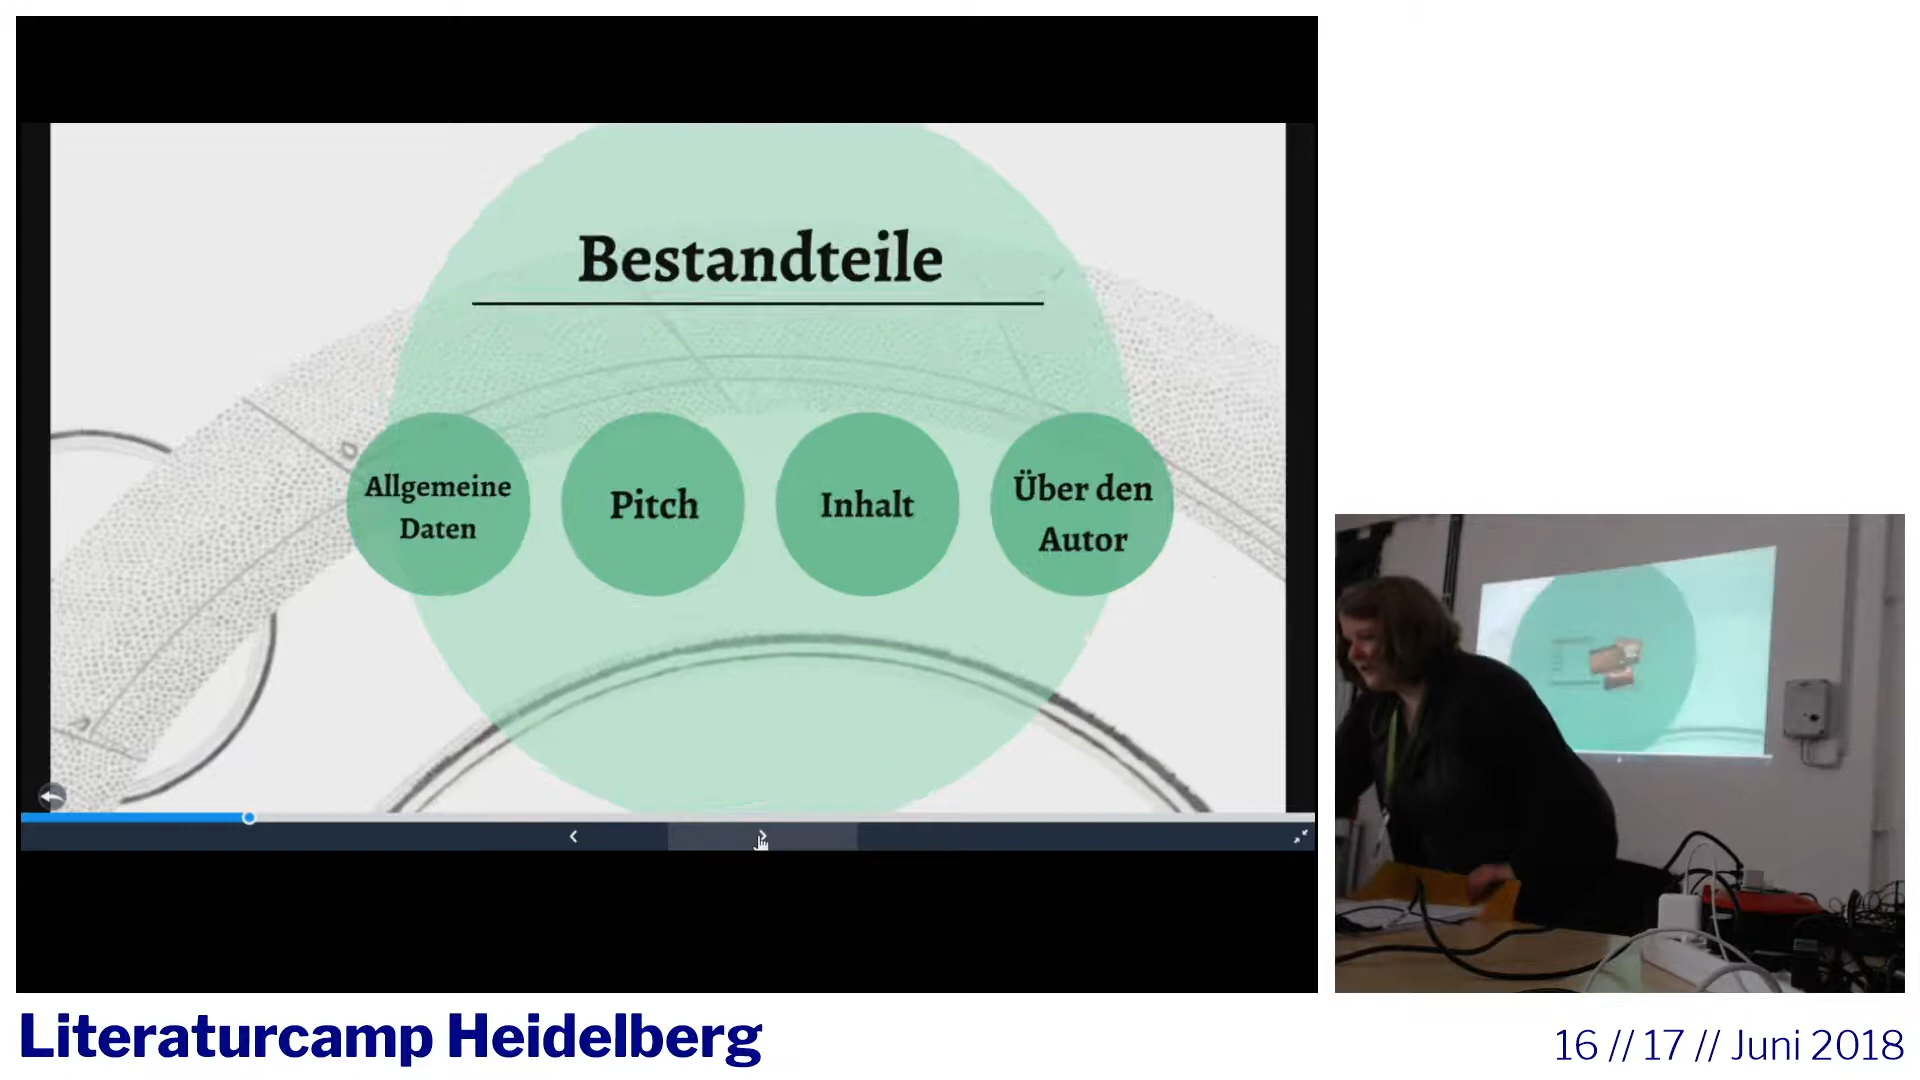 Bestandteile
Allgemeine
Daten
Pitch
Inhalt
Über den
Autor
Literaturcamp Heidelberg
16 // 17 // Juni 2018